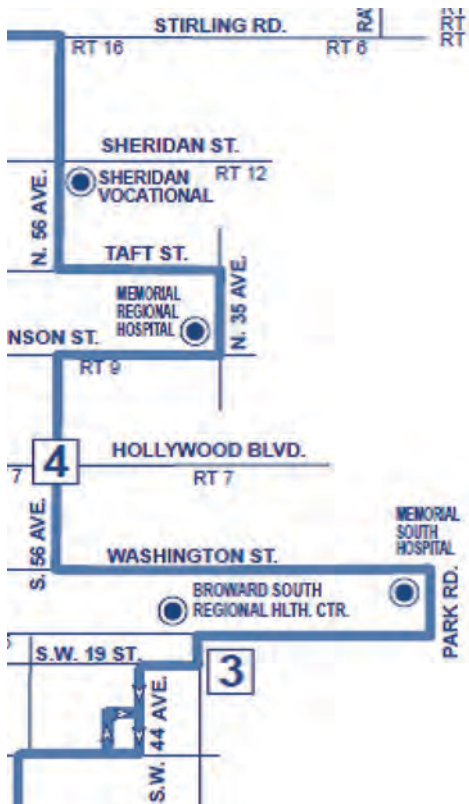 STIRLING RD.
RT
RT
RT
RT 16
RT 6
SHERIDAN ST.
RT 12
SHERIDAN
VOCATIONAL
N. 56 AVE.
TAFT ST.
MEMORIAL
REGIONAL
HOSPITAL
N. 35 AVE.
NSON ST.
RT 9
4
HOLLYWOOD BLVD.
7
RT 7
S. 56 AVE.
MEMORIAL
SOUTH
HOSPITAL
WASHINGTON ST.
BROWARD SOUTH
REGIONAL HLTH. CTR.
PARK RD.
S.W. 19 ST.
3
S.W. 44 AVE.